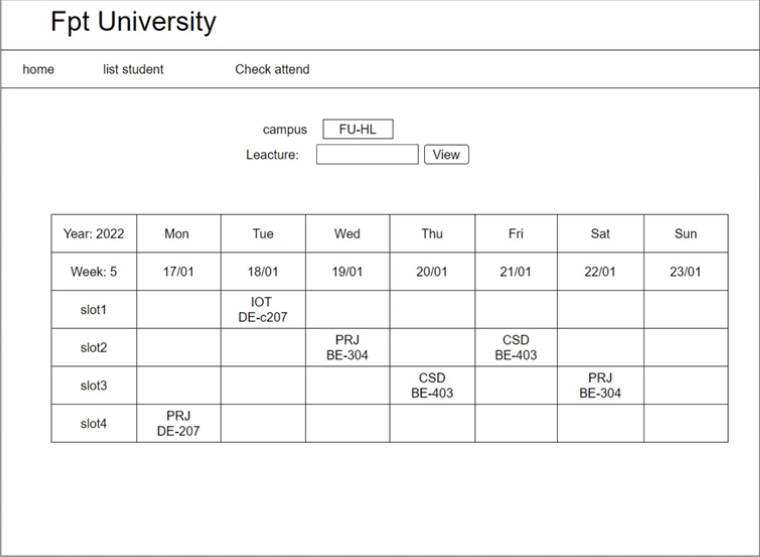 Fpt University
home list student Check attend
campus FU-HL
Leacture: View
Year: 2022 Mon Tue Wed Thu Fri Sat Sun
Week: 5 17/01 18/01 19/01 20/01 21/01 22/01 23/01
slot1 IOT
DE-c207
slot2 PRJ CSD
BE-304 BE-403
slot3 CSD PRJ
BE-403 BE-304
slot4 PRJ
DE-207